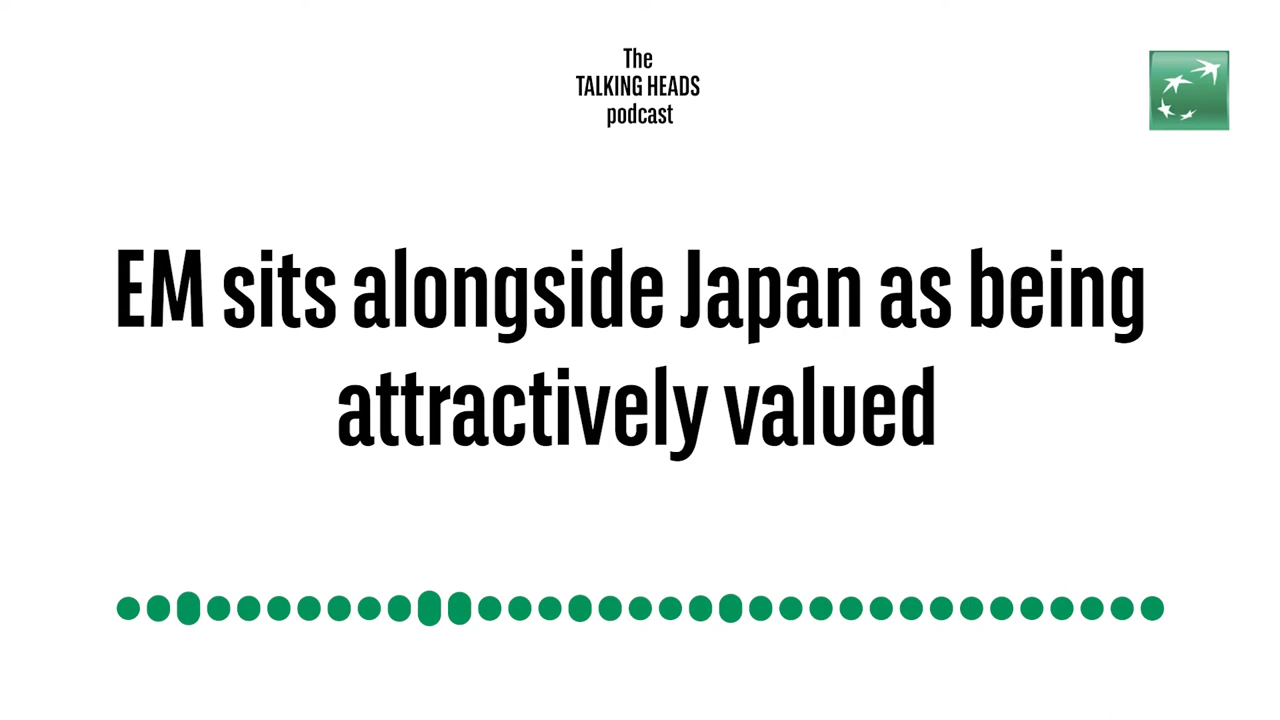 The
TALKING HEADS
podcast
EM sits alongside Japan as being
attractively valued